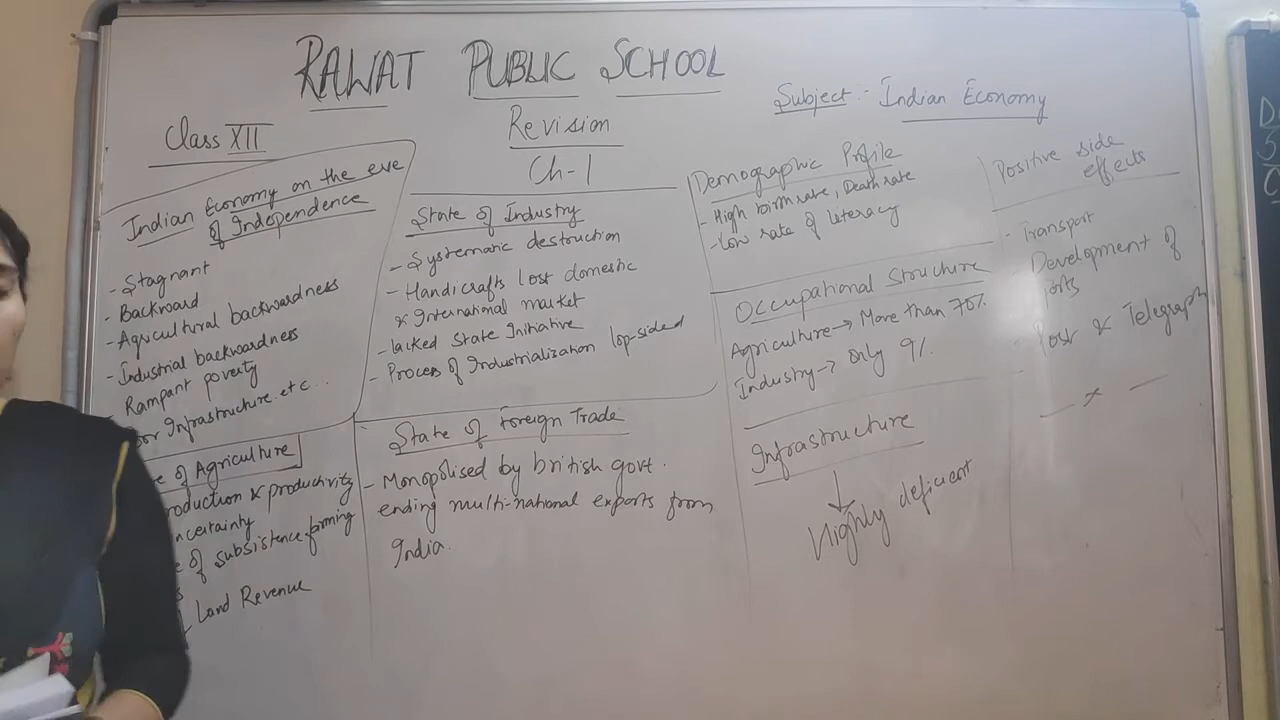 RAWAT PUBLIC SCHOOL
Subject:- Indian Economy
Class XII
Revision
Ch-1
Indian Economy on the eve
of Independence
- Stagnant
- Backward
- Agricultural backwardness
- Industrial backwardness
Rampant poverty
or Infrastructure etc...
e of Agriculture
roduction & productivity
ncertainty
e of subsistence farming
s
Land Revenue
State of Industry
- Systematic destruction
- Handicrafts lost domestic
& International market
- lacked State Initiative
- Process of Industrialization lop-sided
State of Foreign Trade
- Monopolised by british govt.
ending multi-national exports from
India.
Demographic Profile
- High birth rate, Death rate
- Low rate of literacy
Occupational Structure
Agriculture → More than 70%
Industry → Only 9%
Infrastructure
↓
Highly deficient
Positive side
effects
- Transport
- Development of
ports
- Post & Telegraph
— x —